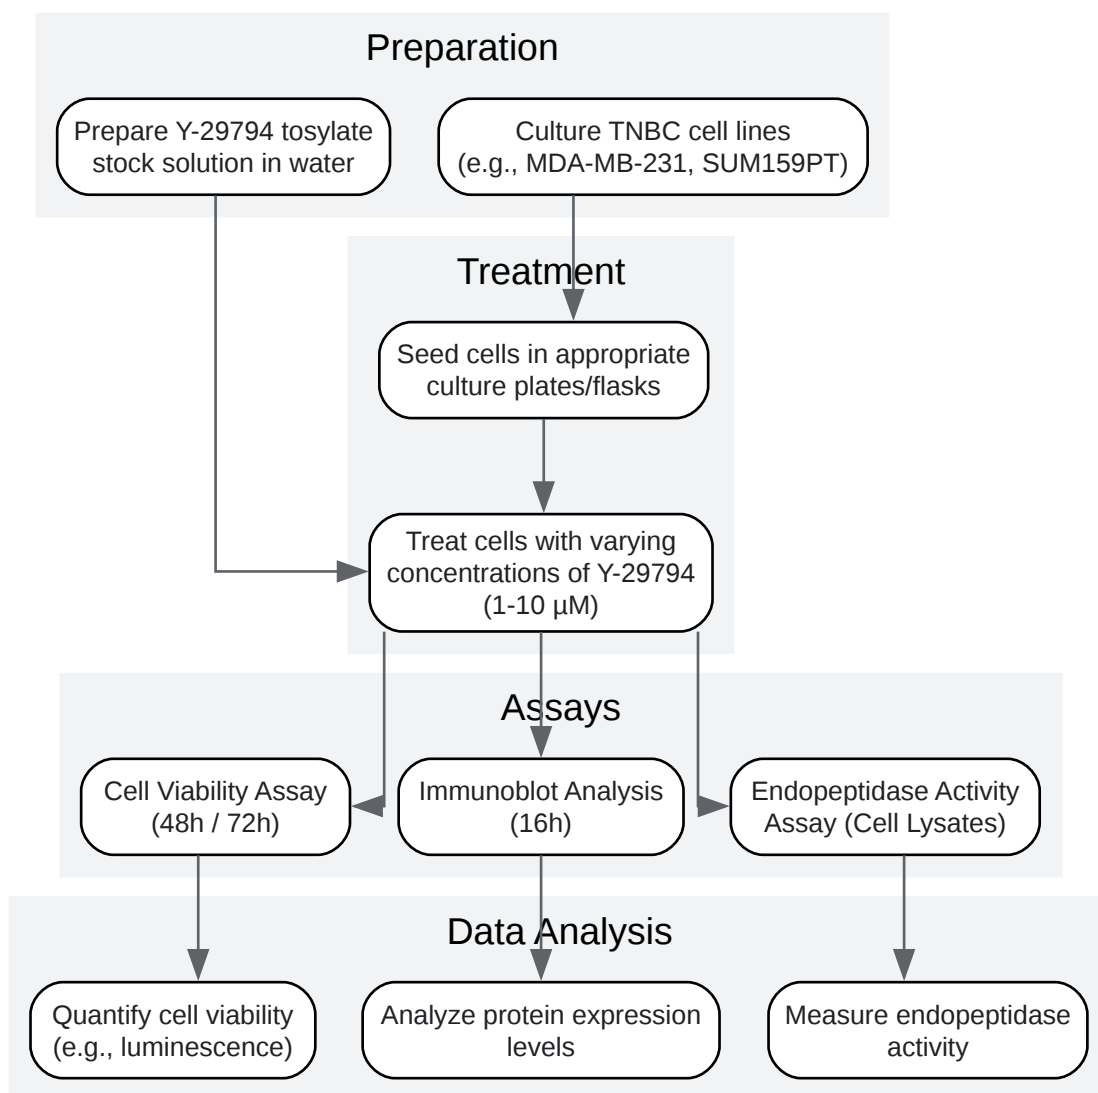 Preparation
Prepare Y-29794 tosylate
stock solution in water
Culture TNBC cell lines
(e.g., MDA-MB-231, SUM159PT)
Treatment
Seed cells in appropriate
culture plates/flasks
Treat cells with varying
concentrations of Y-29794
(1-10 µM)
Assays
Cell Viability Assay
(48h / 72h)
Immunoblot Analysis
(16h)
Endopeptidase Activity
Assay (Cell Lysates)
Data Analysis
Quantify cell viability
(e.g., luminescence)
Analyze protein expression
levels
Measure endopeptidase
activity